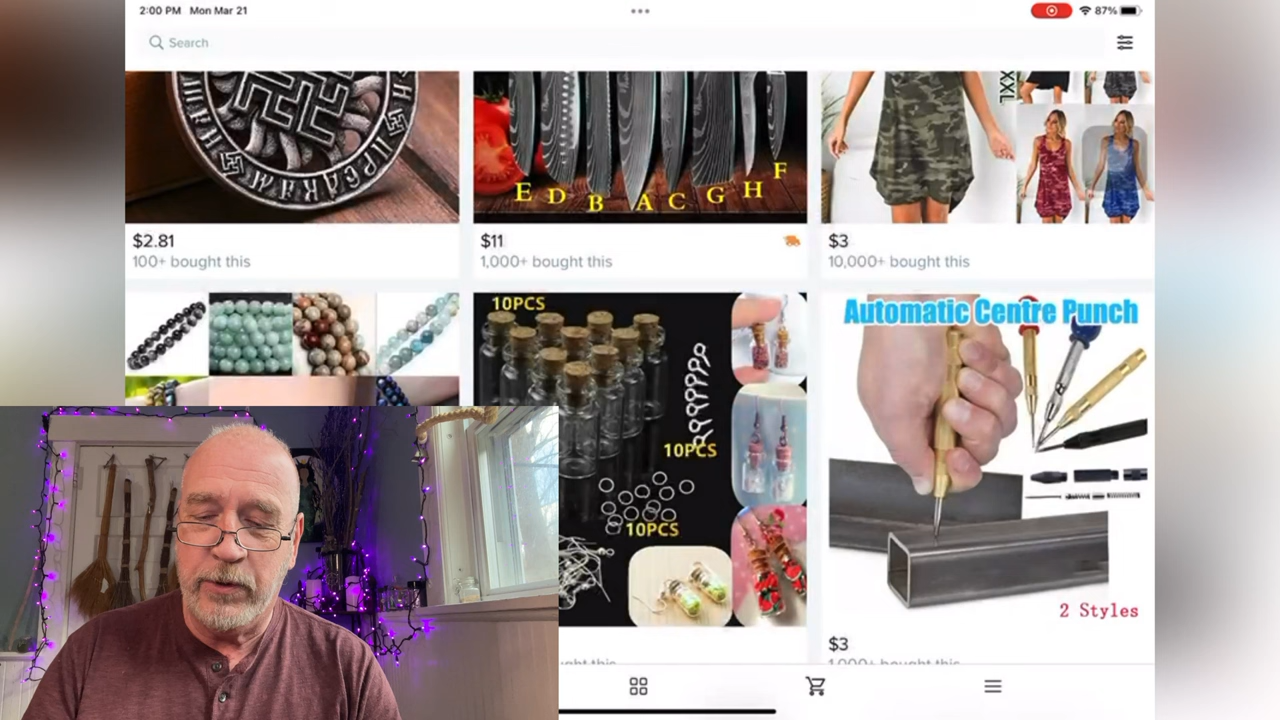 2:00 PM Mon Mar 21
87%
Search
XXL
E D B A C G H F
$2.81
100+ bought this
$11
1,000+ bought this
$3
10,000+ bought this
10PCS
10PCS
10PCS
Automatic Centre Punch
2 Styles
$3